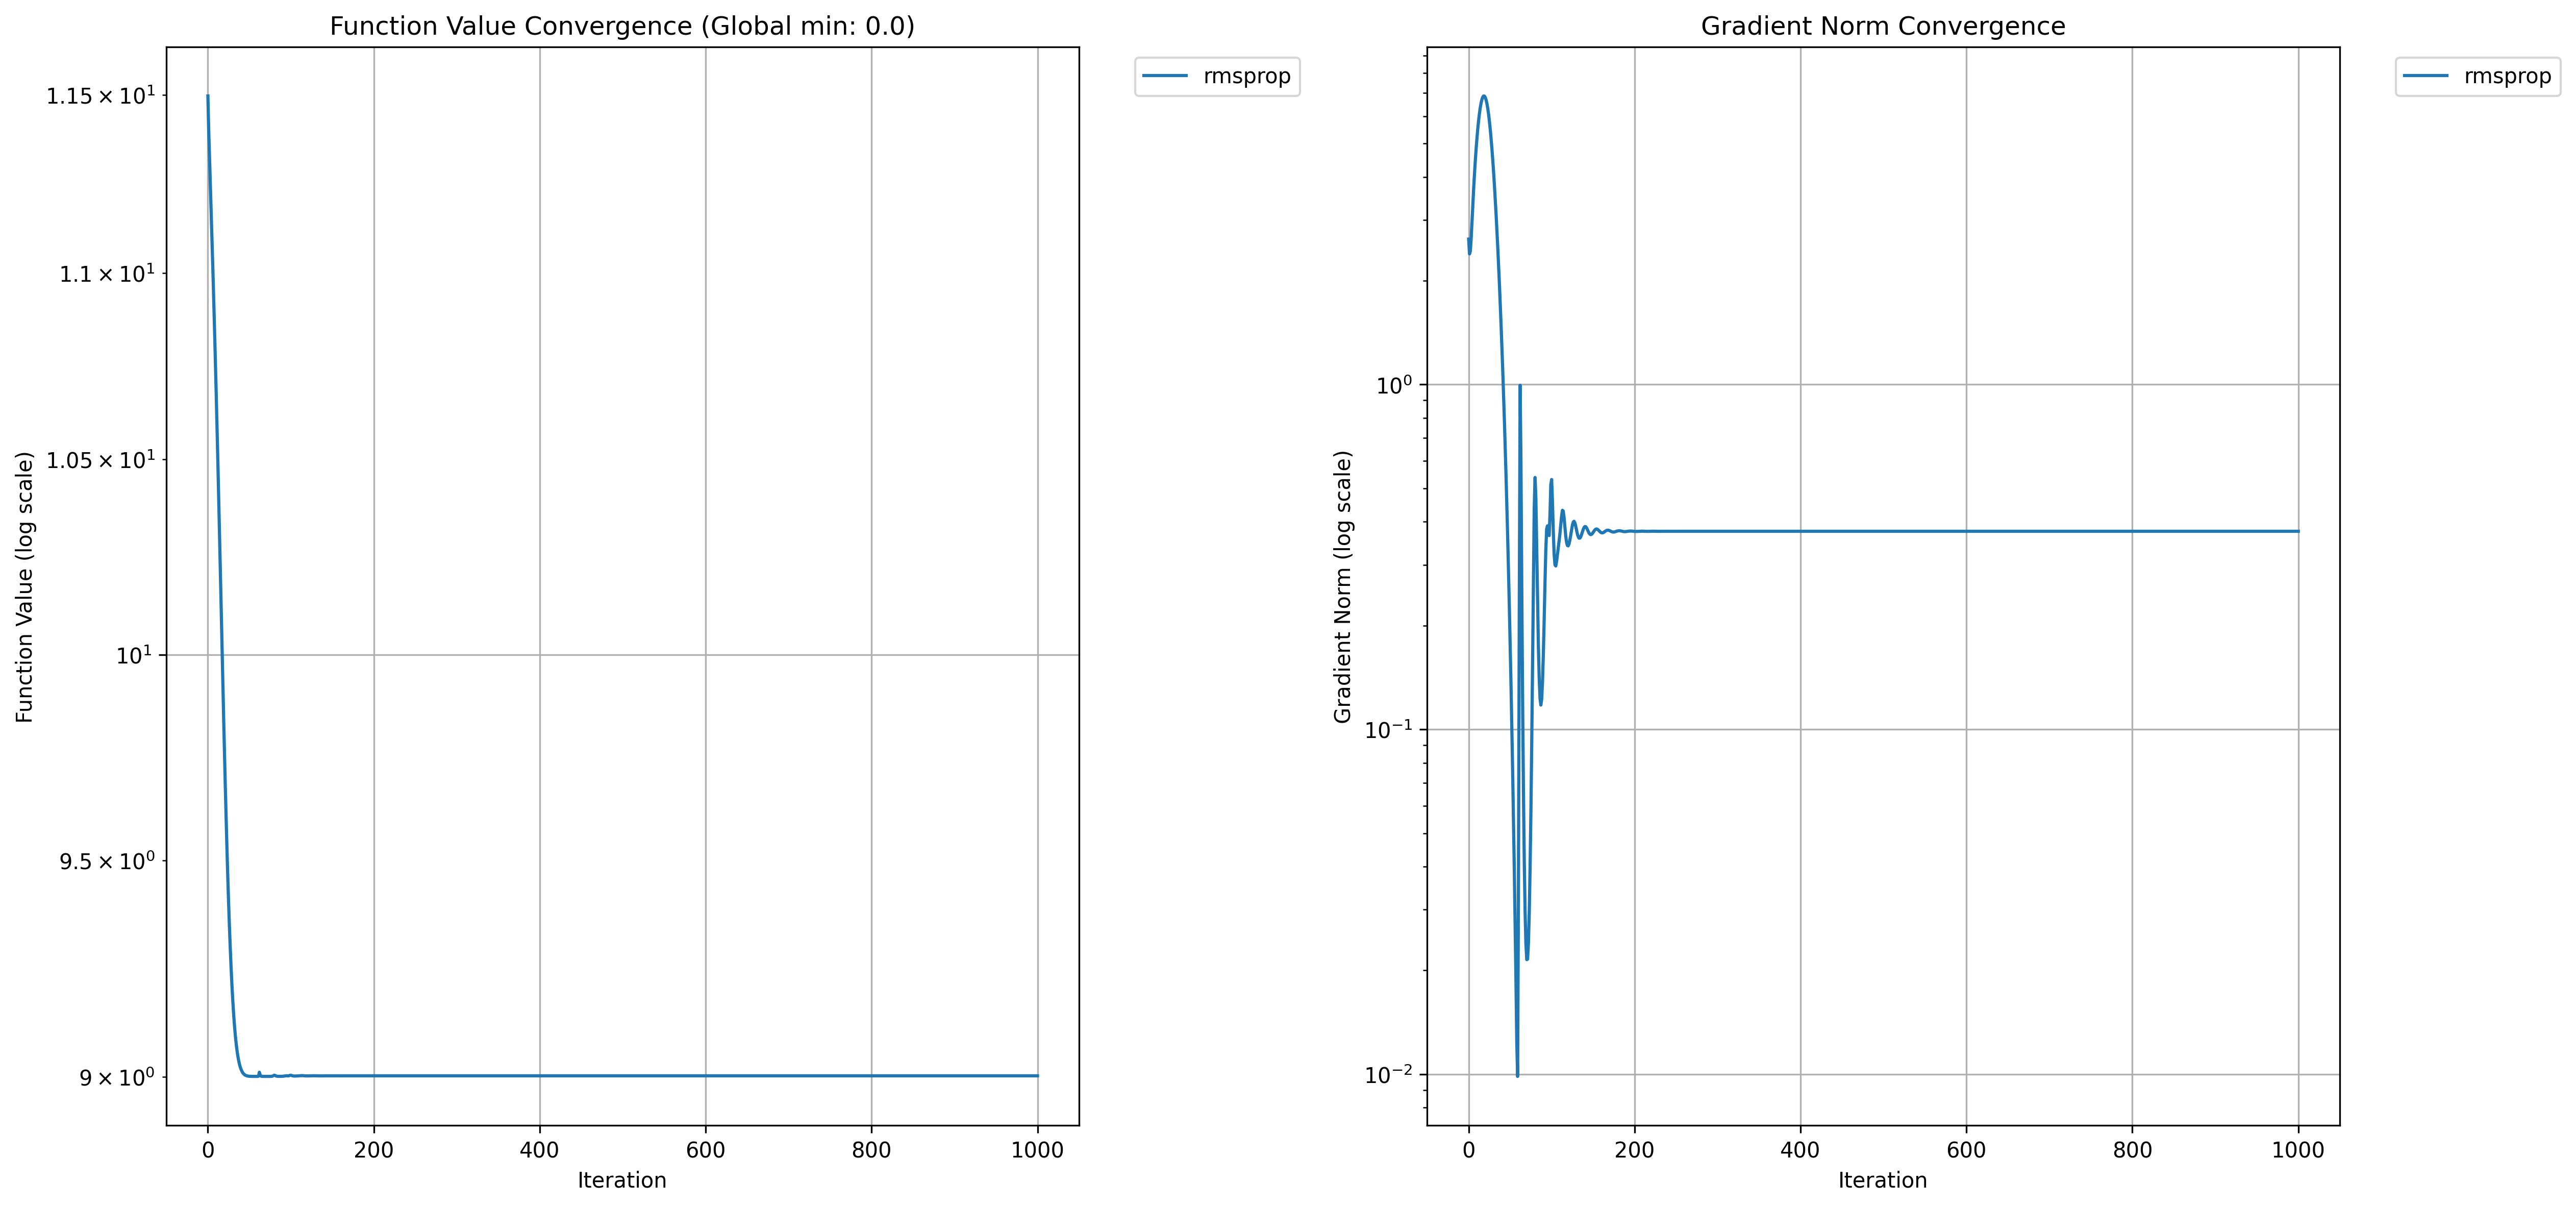 Function Value Convergence (Global min: 0.0)
Function Value (log scale)
1.15 × 10¹
1.1 × 10¹
1.05 × 10¹
10¹
9.5 × 10⁰
9 × 10⁰
0 200 400 600 800 1000
Iteration
rmsprop
Gradient Norm Convergence
Gradient Norm (log scale)
10⁰
10⁻¹
10⁻²
0 200 400 600 800 1000
Iteration
rmsprop